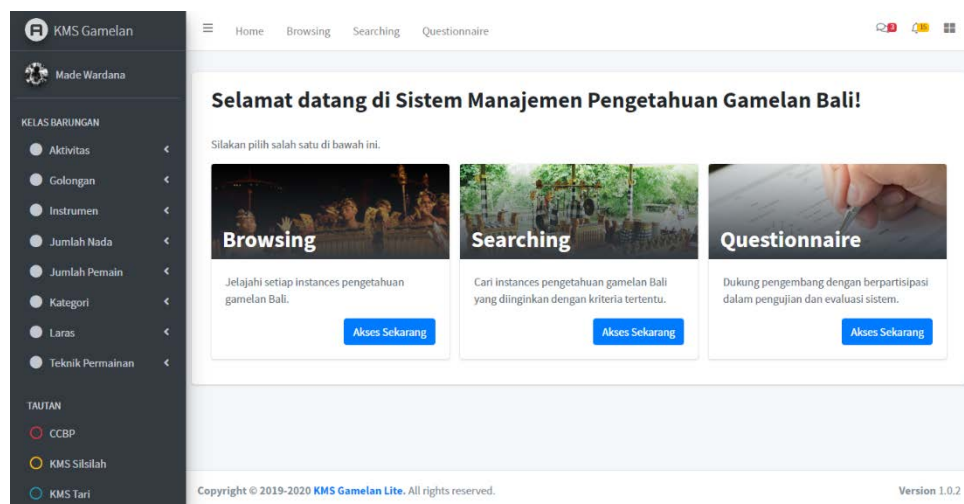 KMS Gamelan
Home Browsing Searching Questionnaire
3
15
Made Wardana
KELAS BARUNGAN
Aktivitas
Golongan
Instrumen
Jumlah Nada
Jumlah Pemain
Kategori
Laras
Teknik Permainan
TAUTAN
CCBP
KMS Silsilah
KMS Tari
Selamat datang di Sistem Manajemen Pengetahuan Gamelan Bali!
Silakan pilih salah satu di bawah ini.
Browsing
Jelajahi setiap instances pengetahuan
gamelan Bali.
Akses Sekarang
Searching
Cari instances pengetahuan gamelan Bali
yang diinginkan dengan kriteria tertentu.
Akses Sekarang
Questionnaire
Dukung pengembang dengan berpartisipasi
dalam pengujian dan evaluasi sistem.
Akses Sekarang
Copyright © 2019-2020 KMS Gamelan Lite. All rights reserved.
Version 1.0.2